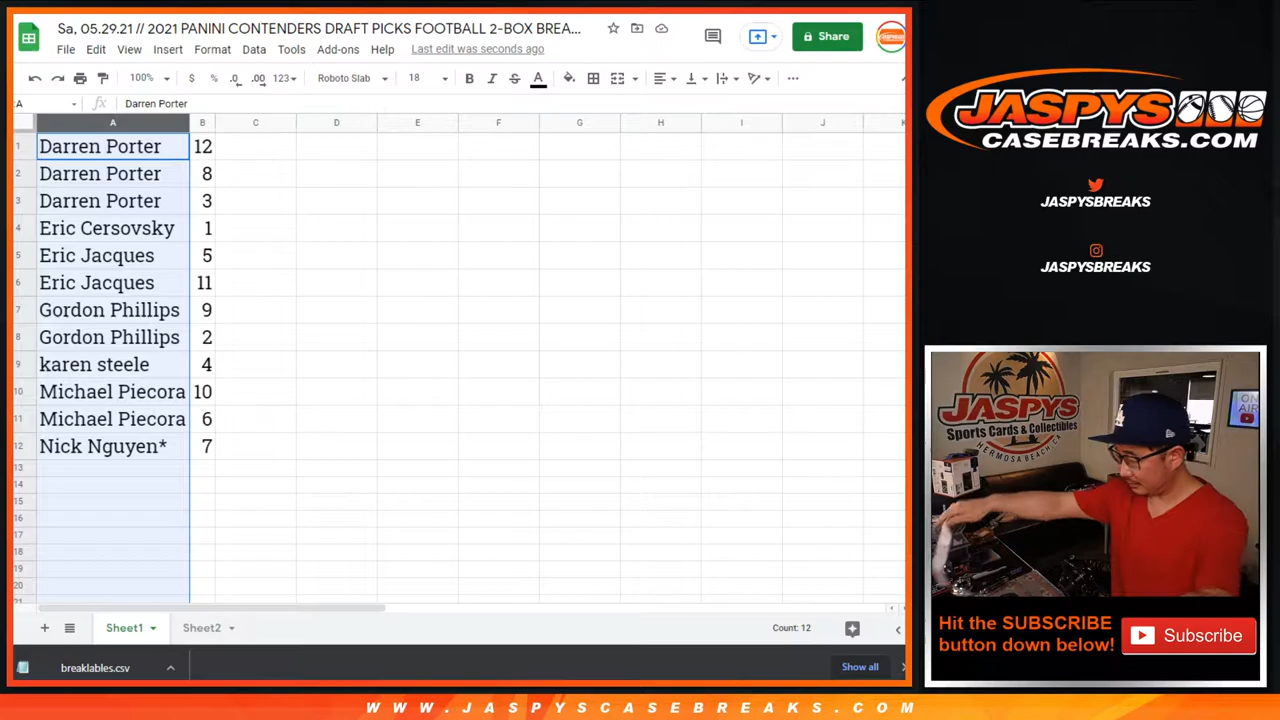 Sa, 05.29.21 // 2021 PANINI CONTENDERS DRAFT PICKS FOOTBALL 2-BOX BREA...
File Edit View Insert Format Data Tools Add-ons Help Last edit was seconds ago
Share
100% $ % .0 .00 123 Roboto Slab 18 B I S A
:A fx Darren Porter
A B C D E F G H I J K
1 Darren Porter 12
2 Darren Porter 8
3 Darren Porter 3
4 Eric Cersovsky 1
5 Eric Jacques 5
6 Eric Jacques 11
7 Gordon Phillips 9
8 Gordon Phillips 2
9 karen steele 4
10 Michael Piecora 10
11 Michael Piecora 6
12 Nick Nguyen* 7
13
14
15
16
17
18
19
20
21
Sheet1 Sheet2 Count: 12
breaklables.csv Show all
JASPYS
CASEBREAKS.COM
JASPYSBREAKS
JASPYSBREAKS
JASPYS
Sports Cards & Collectibles
HERMOSA BEACH, CA
ON
AIR
LA
Hit the SUBSCRIBE
button down below!
Subscribe
WWW.JASPYSCASEBREAKS.COM